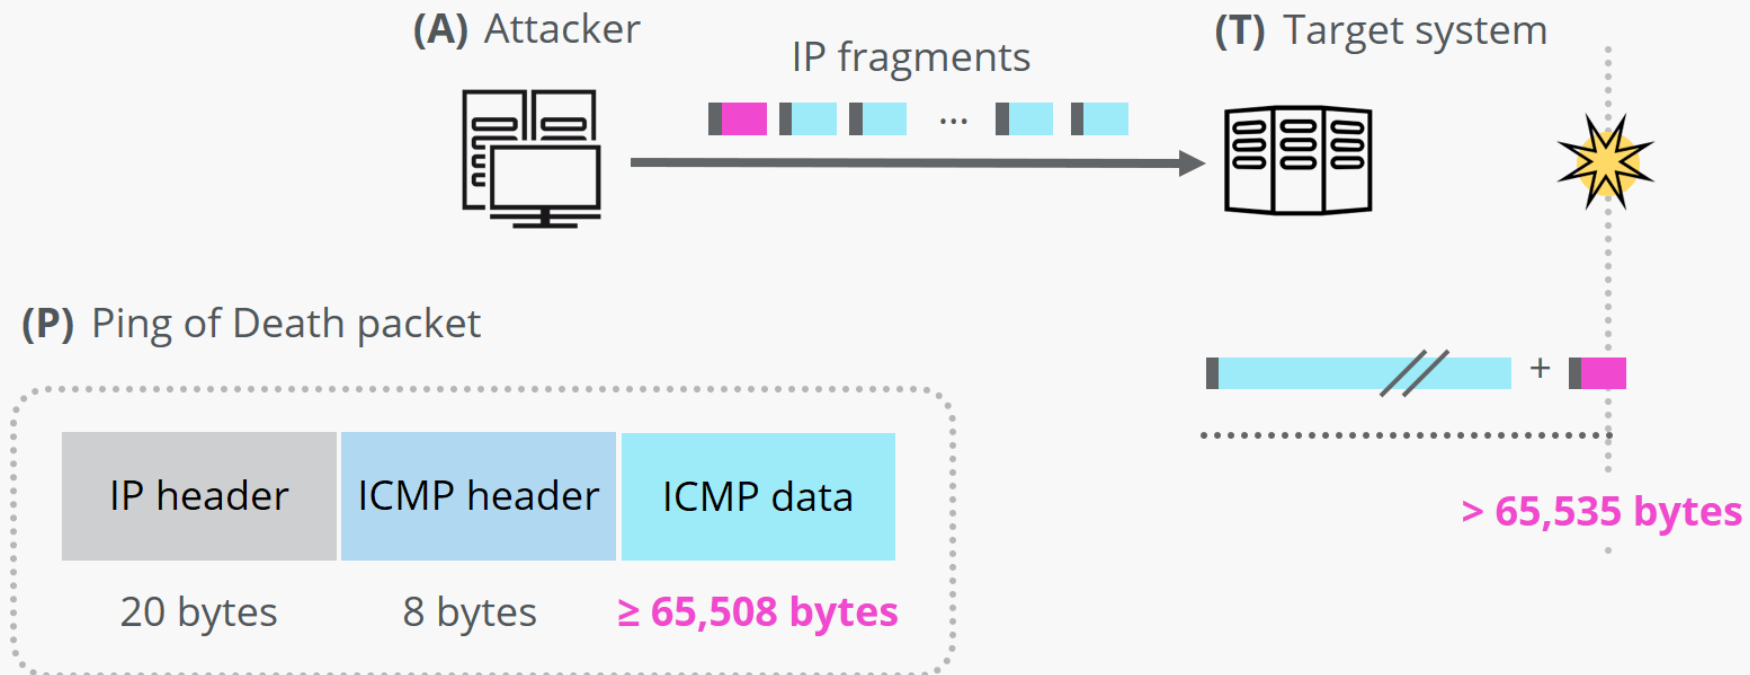 (A) Attacker
IP fragments
(T) Target system
...
(P) Ping of Death packet
+
IP header
ICMP header
ICMP data
> 65,535 bytes
20 bytes
8 bytes
≥ 65,508 bytes